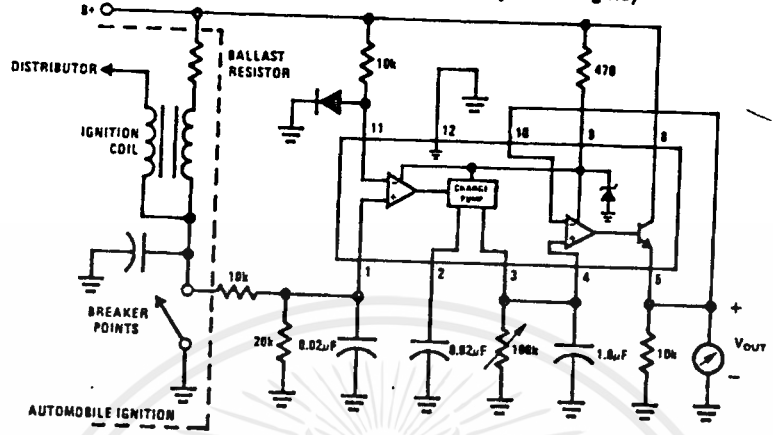 B+
DISTRIBUTOR
BALLAST
RESISTOR
IGNITION
COIL
10k
470
11
12
10
9
8
CHARGE
PUMP
1
2
3
4
5
10k
BREAKER
POINTS
20k
0.02µF
0.02µF
100k
1.0µF
10k
+
VOUT
−
AUTOMOBILE IGNITION